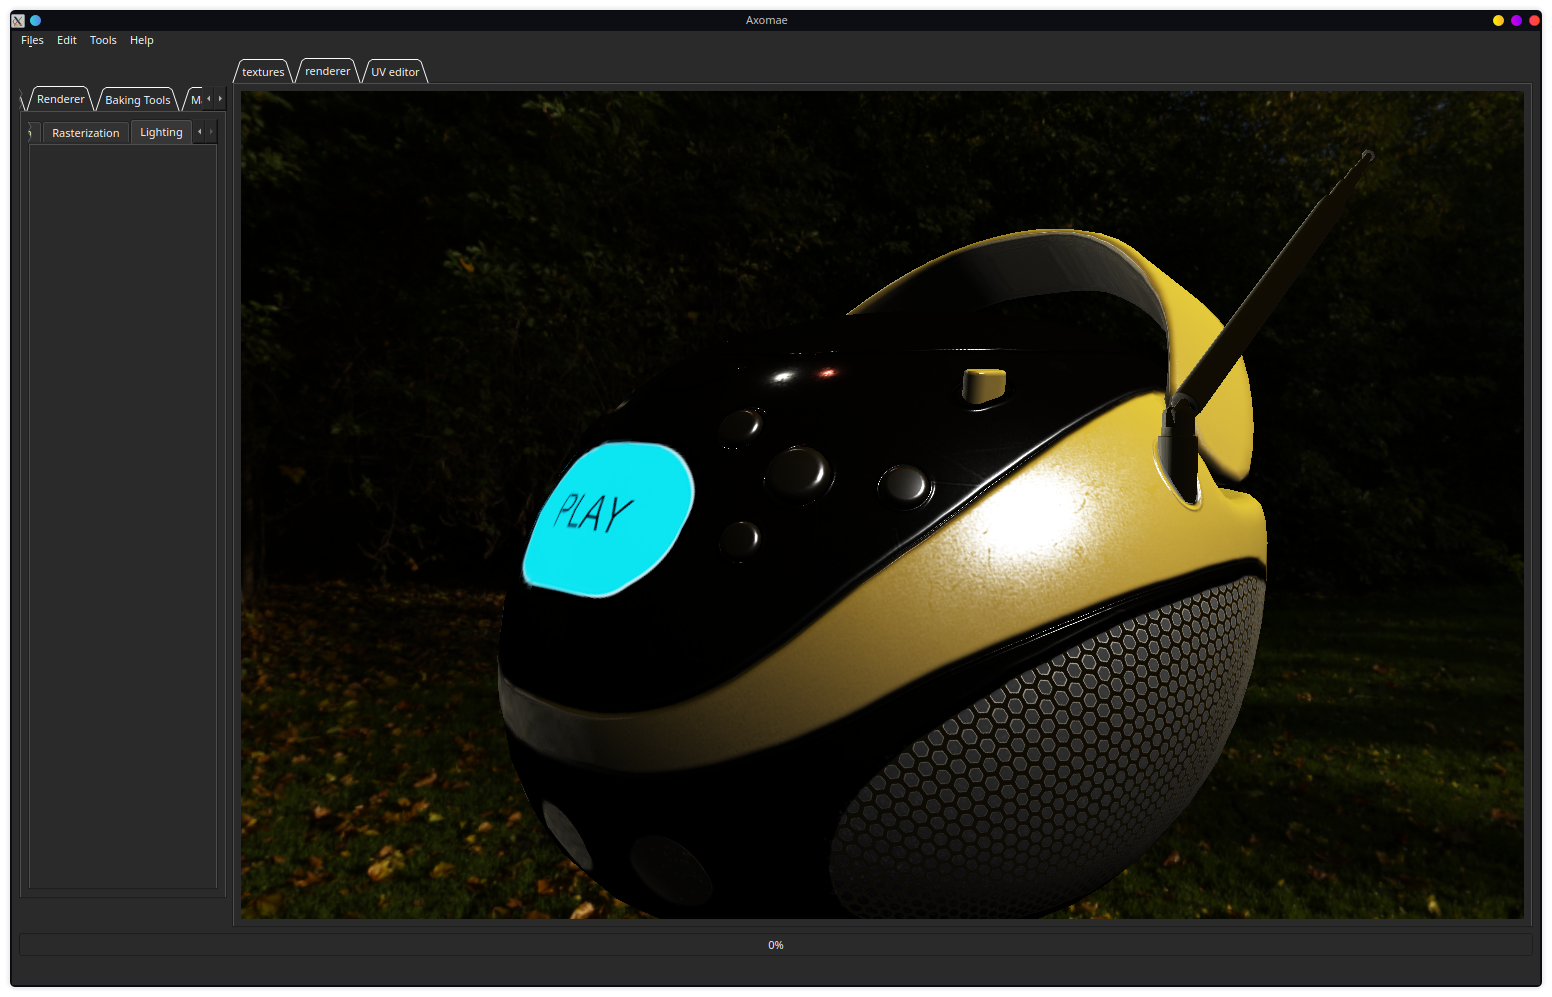 Axomae
Files Edit Tools Help
textures renderer UV editor
Renderer Baking Tools
Rasterization Lighting
PLAY
0%